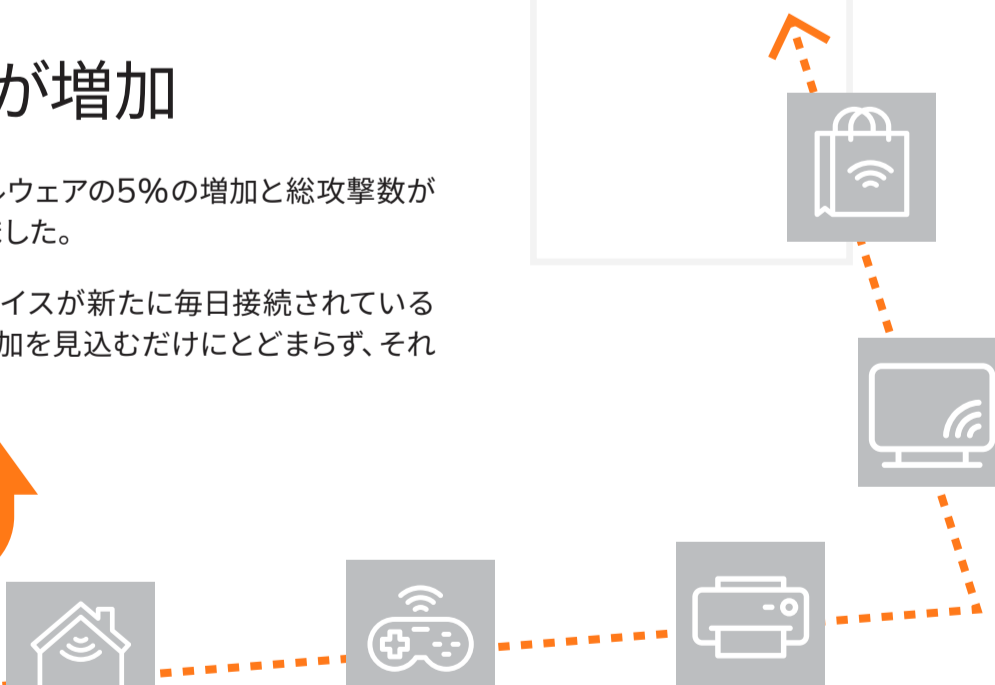 が増加
ルウェアの5%の増加と総攻撃数が
ました。
イスが新たに毎日接続されている
加を見込むだけにとどまらず、それ